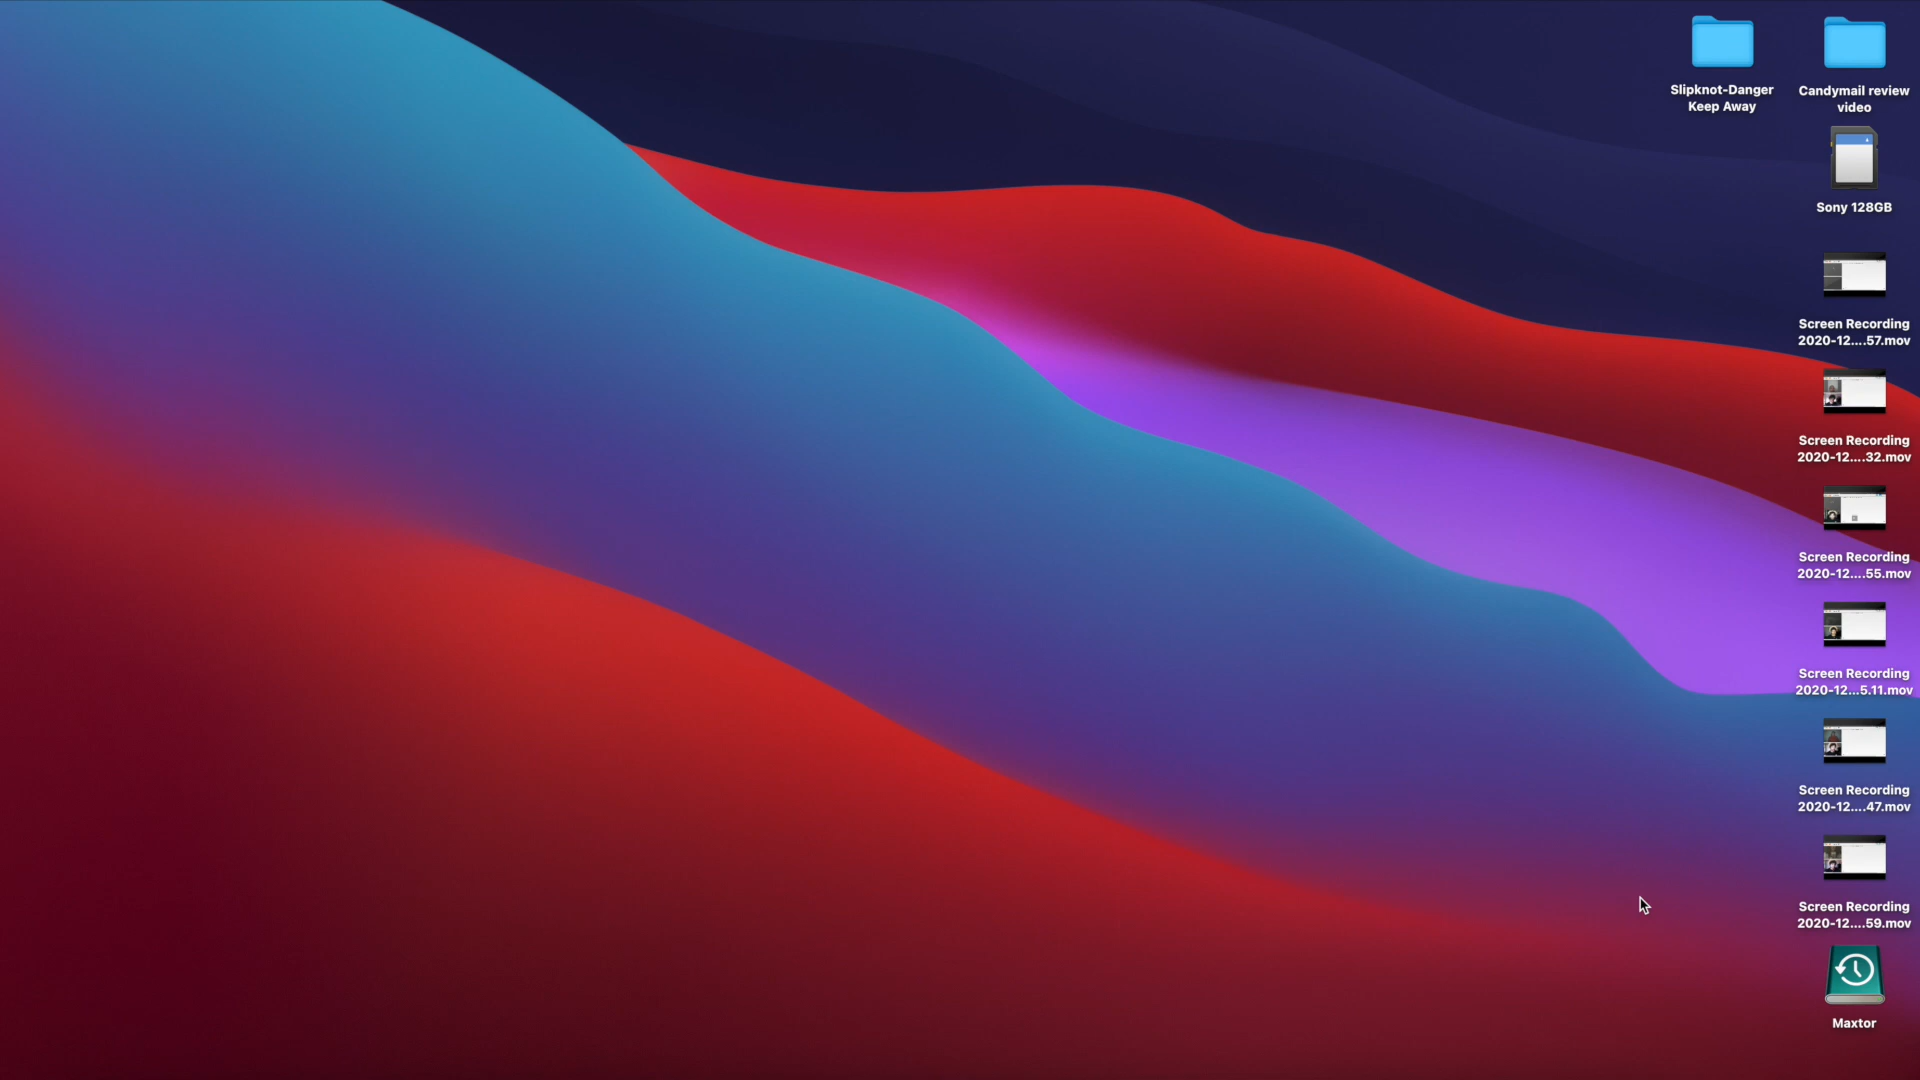 Slipknot-Danger
Keep Away
Candymail review
video
Sony 128GB
Screen Recording
2020-12....57.mov
Screen Recording
2020-12....32.mov
Screen Recording
2020-12....55.mov
Screen Recording
2020-12...5.11.mov
Screen Recording
2020-12....47.mov
Screen Recording
2020-12....59.mov
Maxtor